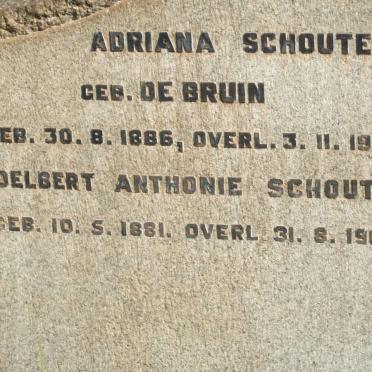 ADRIANA SCHOUTE
GEB. DE BRUIN
EB. 30. 8. 1886, OVERL. 3. 11. 19
DELBERT ANTHONIE SCHOUT
GEB. 10. 5. 1881. OVERL. 31. 8. 19